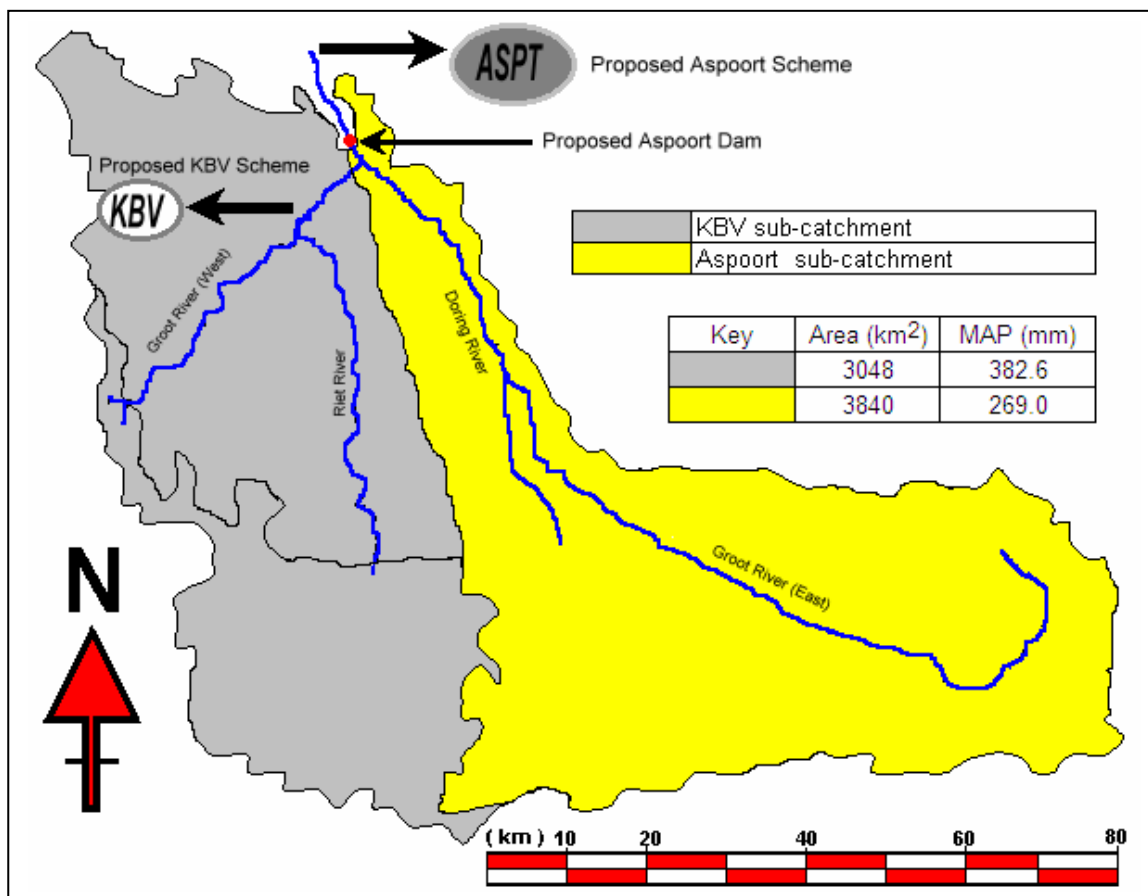 ASPT
Proposed Aspoort Scheme
Proposed Aspoort Dam
Proposed KBV Scheme
KBV
KBV sub-catchment
Aspoort sub-catchment
Groot River (West)
Riet River
Doring River
Key Area (km2) MAP (mm)
3048 382.6
3840 269.0
Groot River (East)
N
(km) 10 20 40 60 80